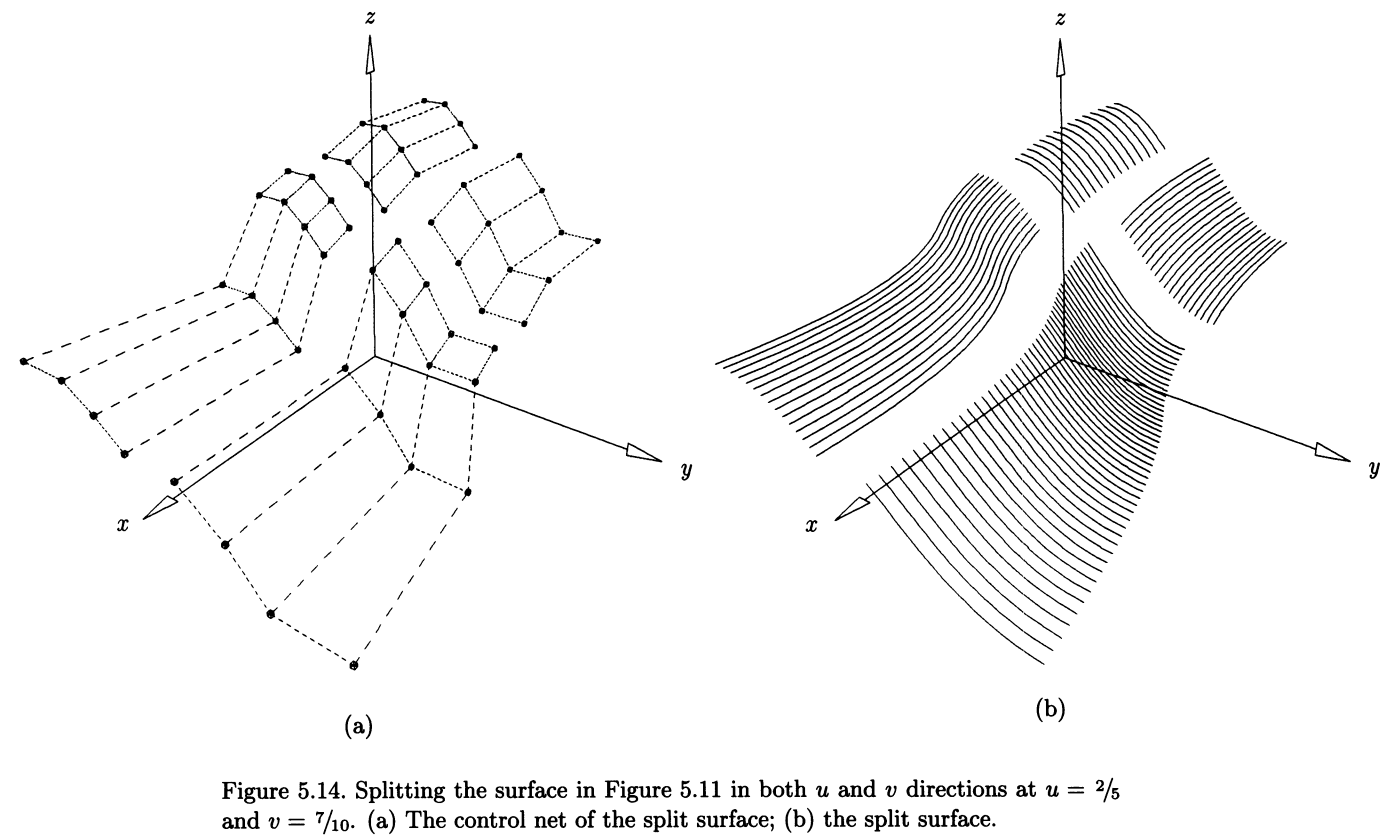 z
z
y
y
x
x
(a)
(b)
Figure 5.14. Splitting the surface in Figure 5.11 in both u and v directions at u = 2/5
and v = 7/10. (a) The control net of the split surface; (b) the split surface.